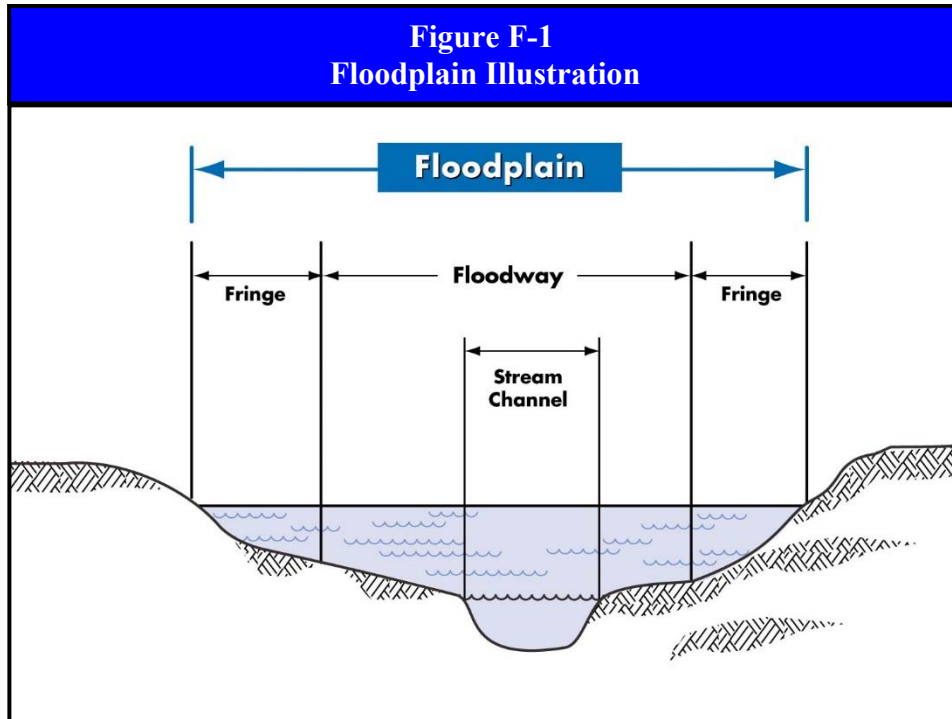 Figure F-1
Floodplain Illustration
Floodplain
Fringe
Floodway
Fringe
Stream
Channel